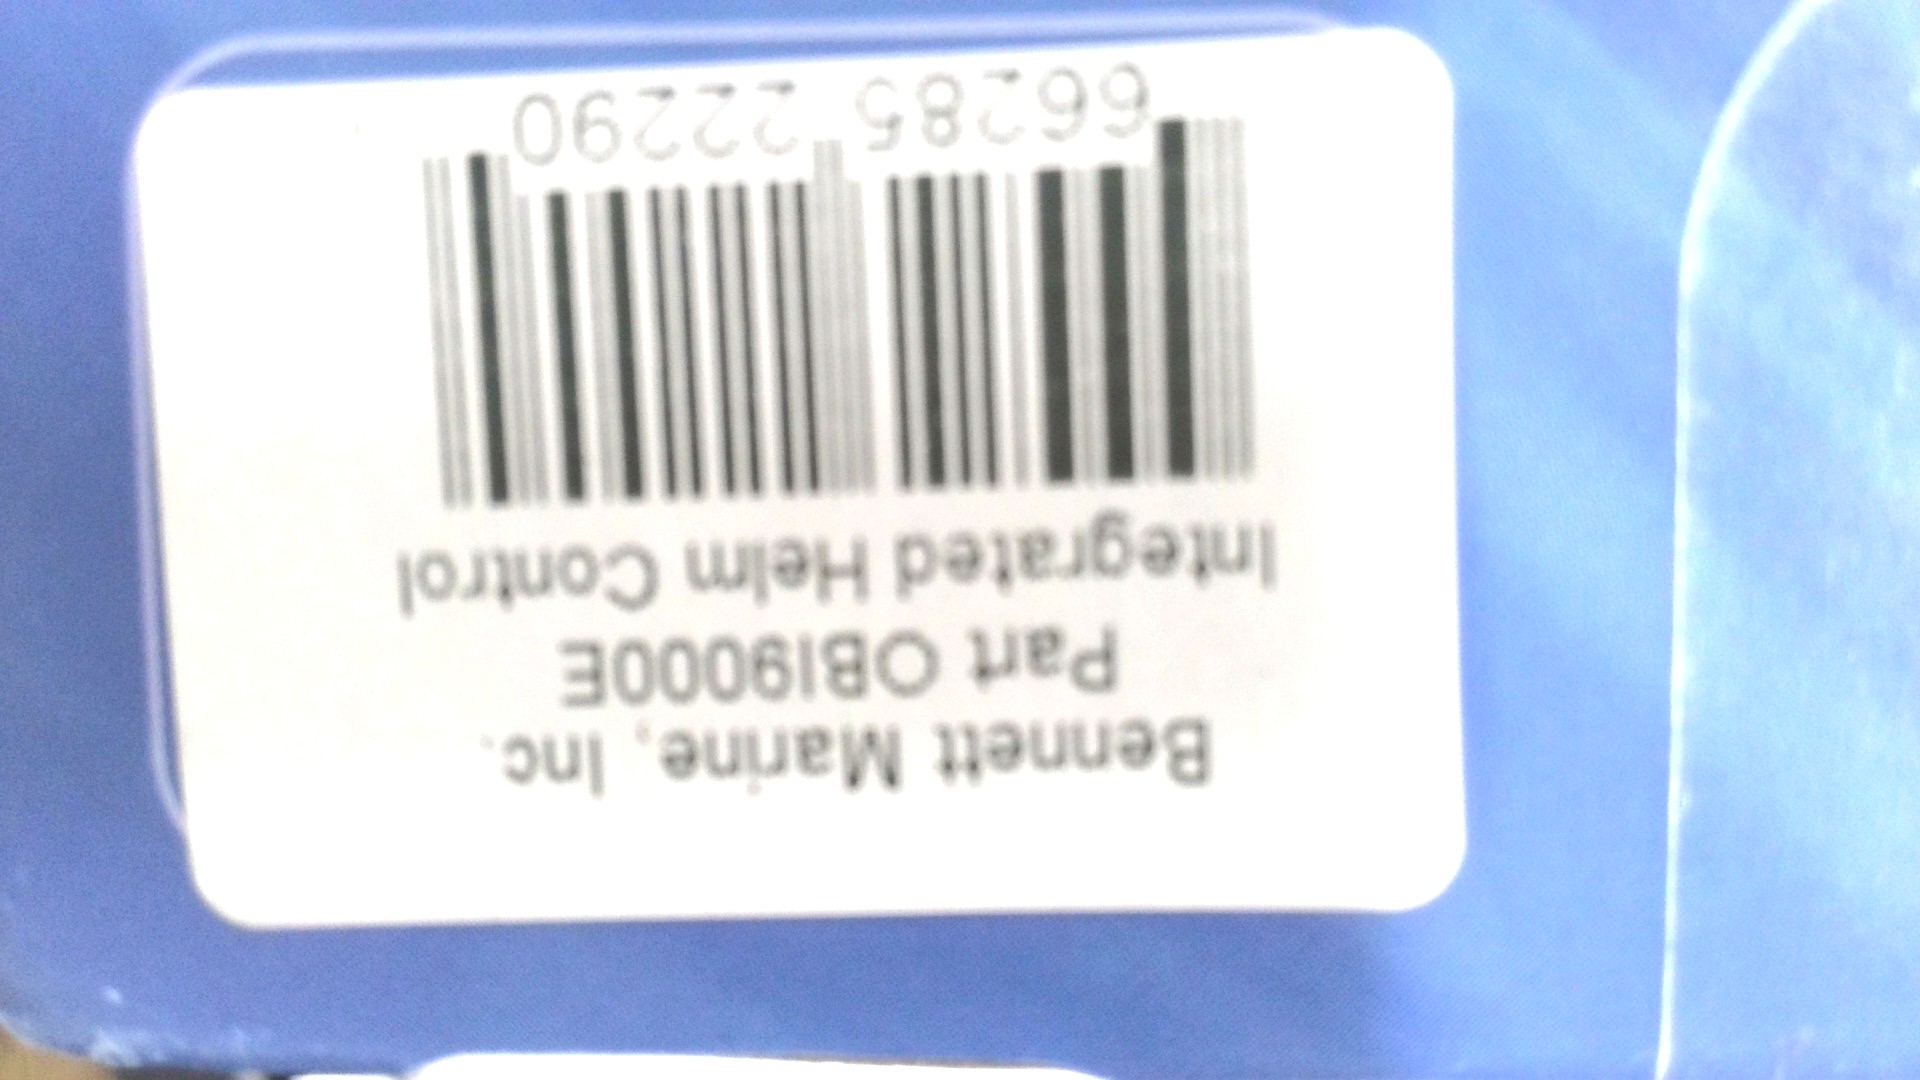 Bennett Marine, Inc.
Part OBI9000E
Integrated Helm Control
66285 22290